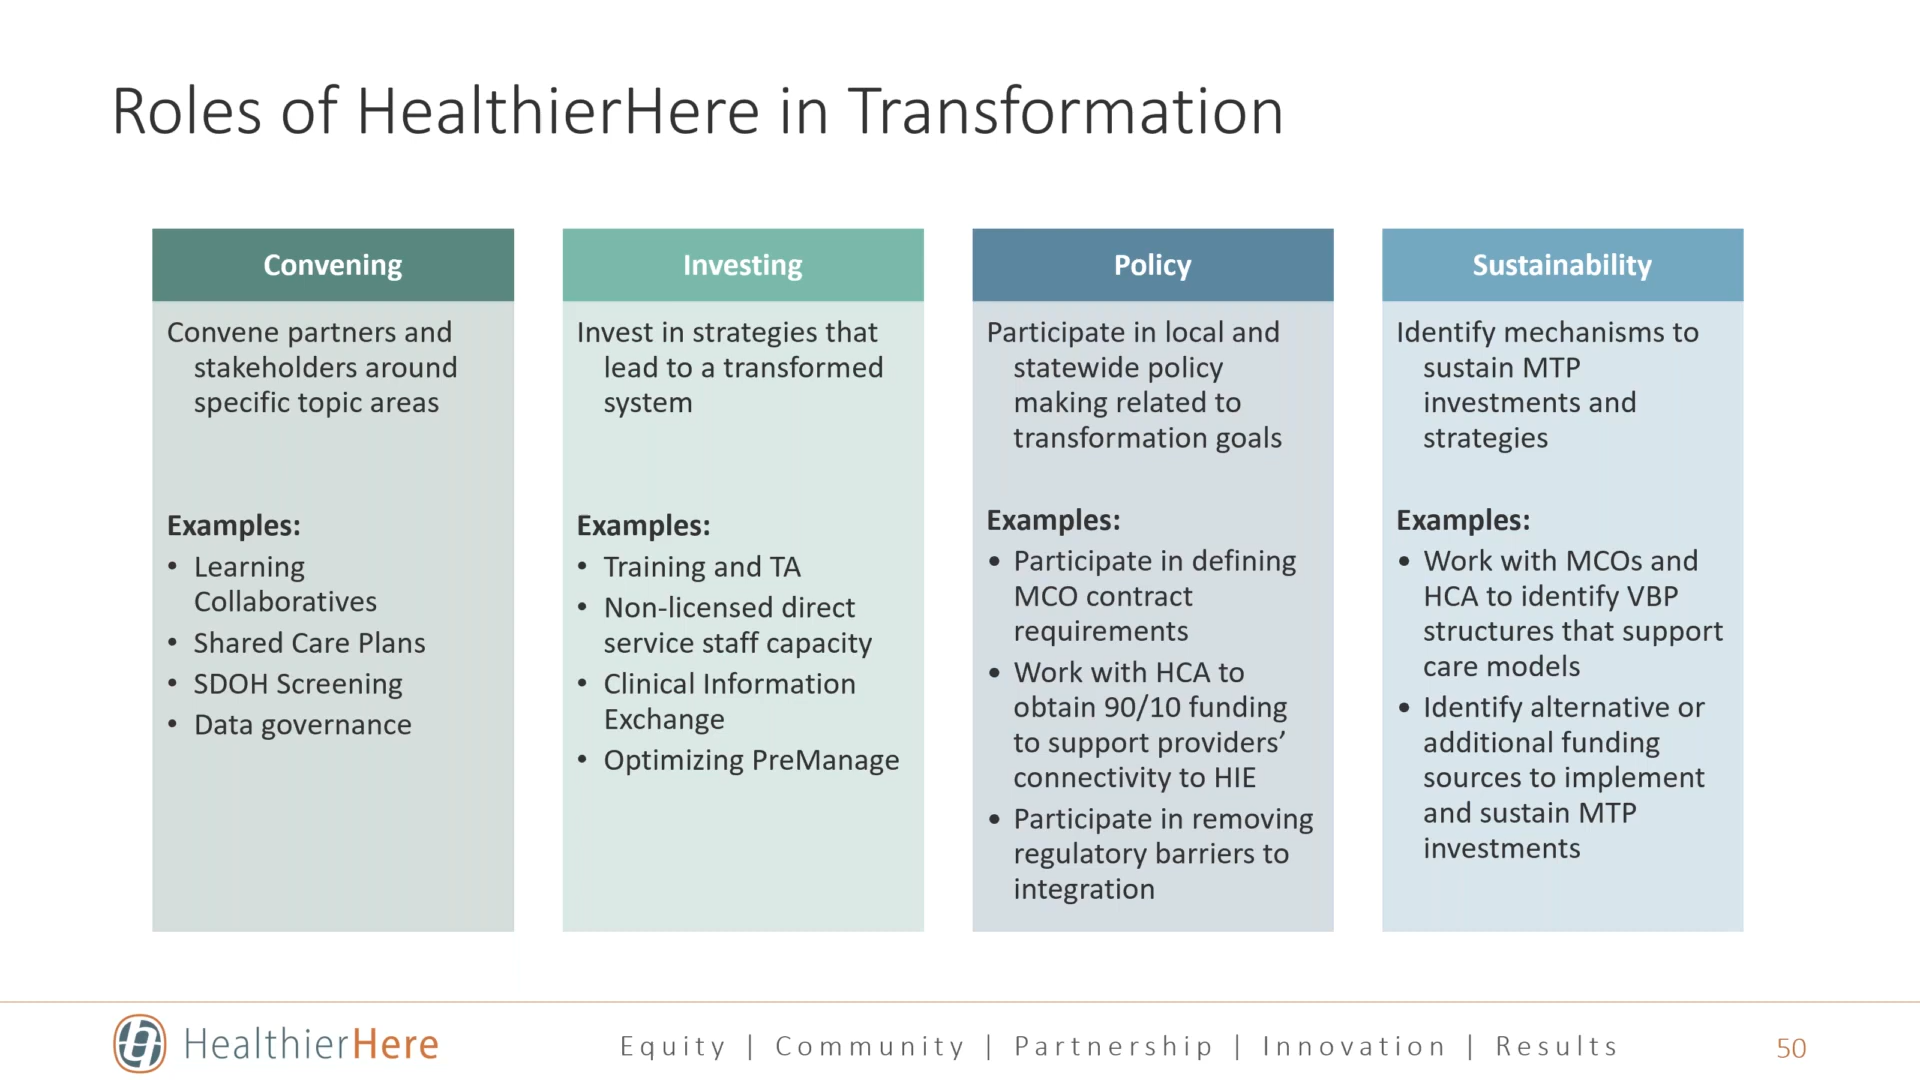 Roles of HealthierHere in Transformation
Convening
Convene partners and
stakeholders around
specific topic areas
Examples:
• Learning
Collaboratives
• Shared Care Plans
• SDOH Screening
• Data governance
Investing
Invest in strategies that
lead to a transformed
system
Examples:
• Training and TA
• Non-licensed direct
service staff capacity
• Clinical Information
Exchange
• Optimizing PreManage
Policy
Participate in local and
statewide policy
making related to
transformation goals
Examples:
• Participate in defining
MCO contract
requirements
• Work with HCA to
obtain 90/10 funding
to support providers’
connectivity to HIE
• Participate in removing
regulatory barriers to
integration
Sustainability
Identify mechanisms to
sustain MTP
investments and
strategies
Examples:
• Work with MCOs and
HCA to identify VBP
structures that support
care models
• Identify alternative or
additional funding
sources to implement
and sustain MTP
investments
HealthierHere
Equity | Community | Partnership | Innovation | Results
50